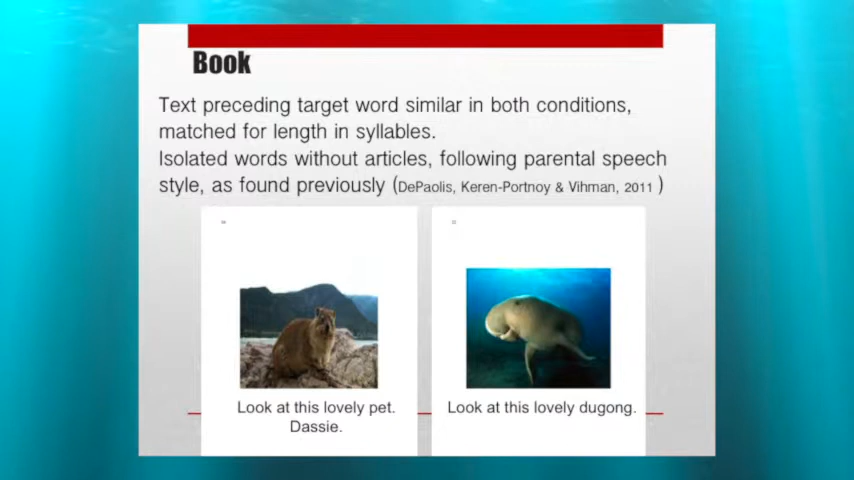 Book
Text preceding target word similar in both conditions,
matched for length in syllables.
Isolated words without articles, following parental speech
style, as found previously (DePaolis, Keren-Portnoy & Vihman, 2011 )
Look at this lovely pet.
Dassie.
Look at this lovely dugong.